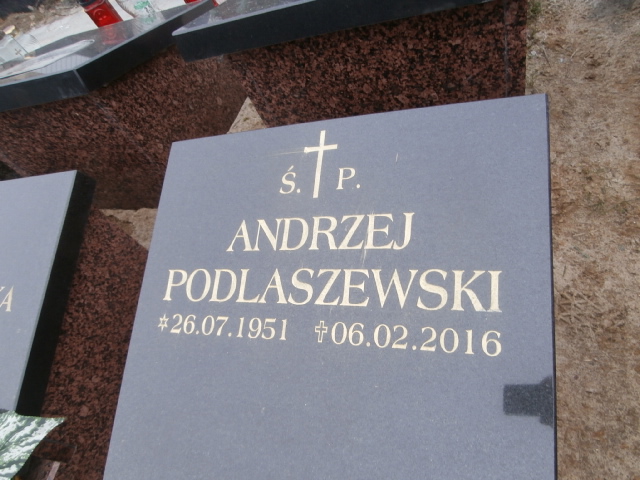 Ś. P.
ANDRZEJ
PODLASZEWSKI
*26.07.1951 ✝06.02.2016